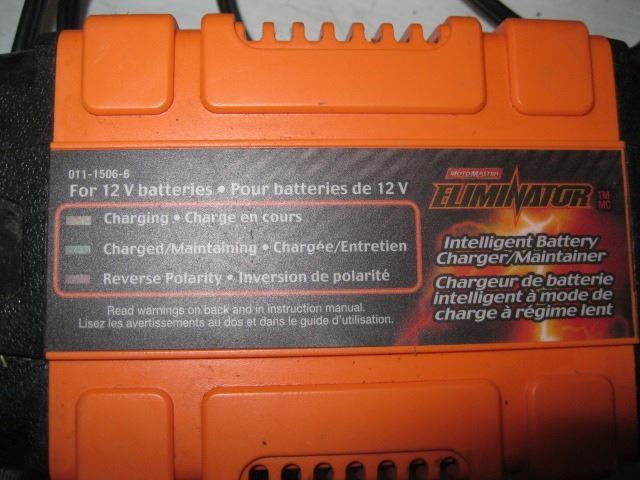 011-1506-6
For 12 V batteries • Pour batteries de 12 V
Charging • Charge en cours
Charged/Maintaining • Chargée/Entretien
Reverse Polarity • Inversion de polarité
Read warnings on back and in instruction manual.
Lisez les avertissements au dos et dans le guide d'utilisation.
MOTOMASTER
ELIMINATOR TM
MC
Intelligent Battery
Charger/Maintainer
Chargeur de batterie
intelligent à mode de
charge à régime lent